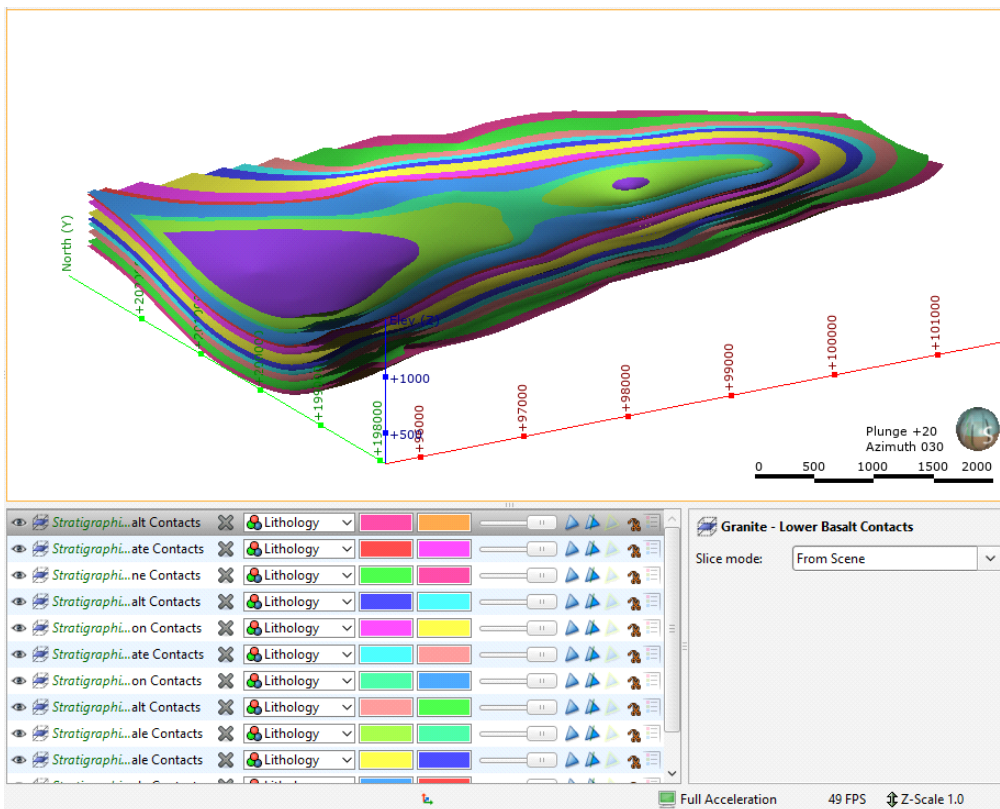 North (Y)
Elev (Z)
+1000
+500
+198000
+97000
+98000
+99000
+100000
+101000
Plunge +20
Azimuth 030
0 500 1000 1500 2000
S
Stratigraphi...alt Contacts Lithology
Stratigraphi...ate Contacts Lithology
Stratigraphi...ne Contacts Lithology
Stratigraphi...alt Contacts Lithology
Stratigraphi...on Contacts Lithology
Stratigraphi...ate Contacts Lithology
Stratigraphi...on Contacts Lithology
Stratigraphi...alt Contacts Lithology
Stratigraphi...ale Contacts Lithology
Stratigraphi...ale Contacts Lithology
Granite - Lower Basalt Contacts
Slice mode: From Scene
Full Acceleration 49 FPS Z-Scale 1.0